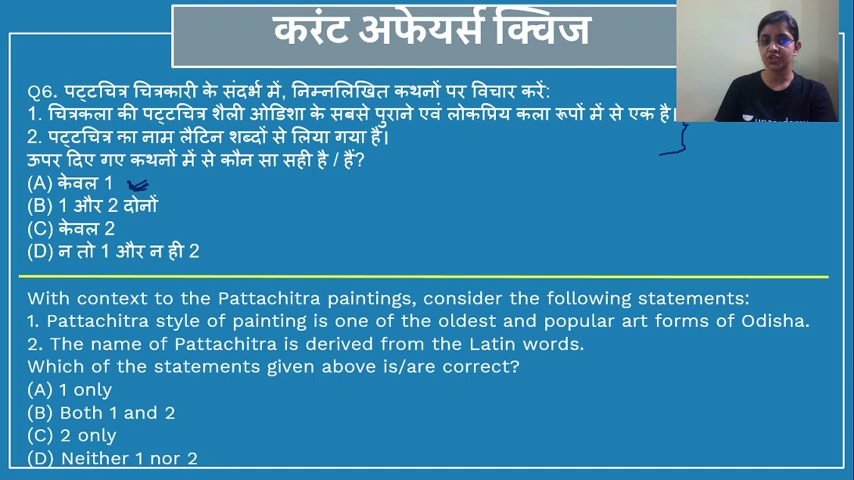 करंट अफेयर्स क्विज
Q6. पट्टचित्र चित्रकारी के संदर्भ में, निम्नलिखित कथनों पर विचार करें:
1. चित्रकला की पट्टचित्र शैली ओडिशा के सबसे पुराने एवं लोकप्रिय कला रूपों में से एक है।
2. पट्टचित्र का नाम लैटिन शब्दों से लिया गया है।
ऊपर दिए गए कथनों में से कौन सा सही है / हैं?
(A) केवल 1
(B) 1 और 2 दोनों
(C) केवल 2
(D) न तो 1 और न ही 2
With context to the Pattachitra paintings, consider the following statements:
1. Pattachitra style of painting is one of the oldest and popular art forms of Odisha.
2. The name of Pattachitra is derived from the Latin words.
Which of the statements given above is/are correct?
(A) 1 only
(B) Both 1 and 2
(C) 2 only
(D) Neither 1 nor 2